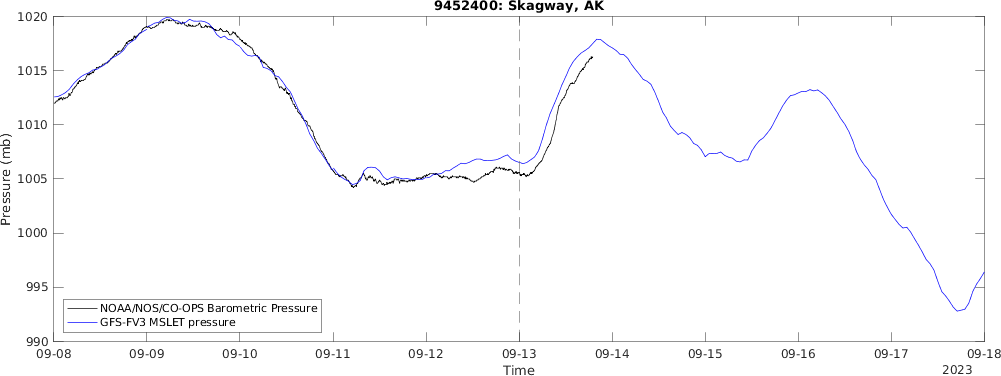 9452400: Skagway, AK
1020
1015
1010
1005
1000
995
990
Pressure (mb)
NOAA/NOS/CO-OPS Barometric Pressure
GFS-FV3 MSLET pressure
09-08 09-09 09-10 09-11 09-12 09-13 09-14 09-15 09-16 09-17 09-18
Time
2023